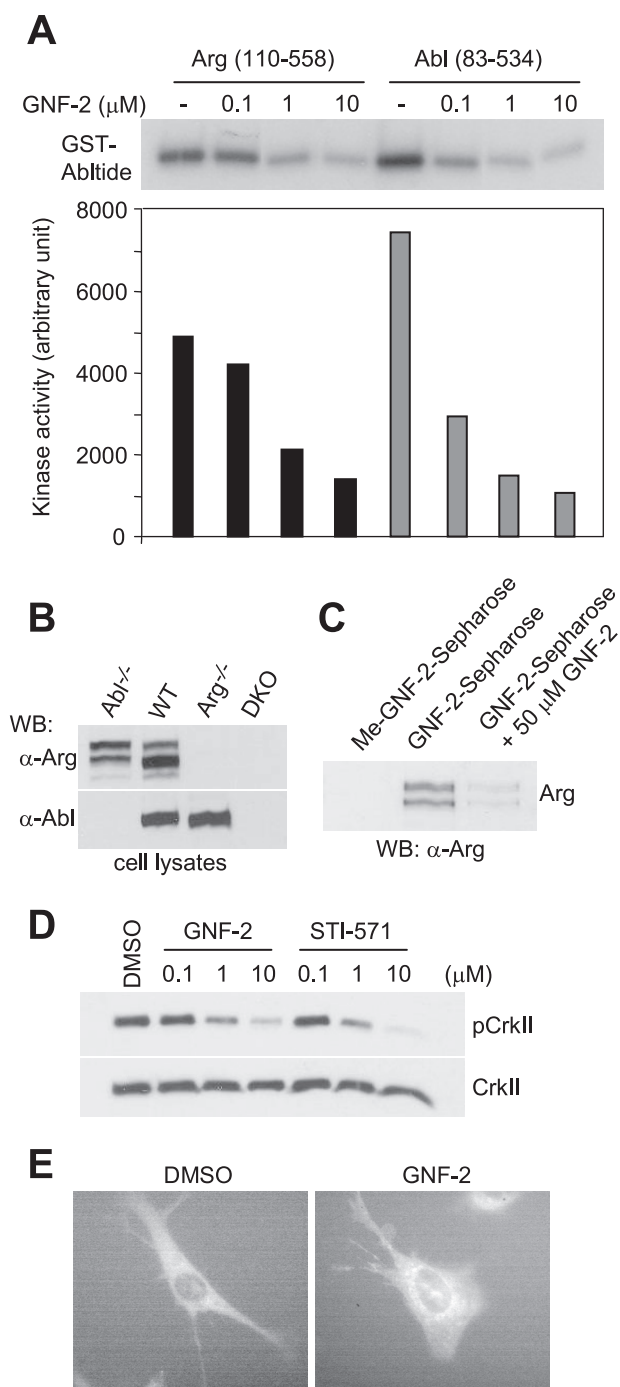 A
Arg (110-558) Abl (83-534)
GNF-2 (μM) - 0.1 1 10 - 0.1 1 10
GST-
Abltide
Kinase activity (arbitrary unit)
8000
6000
4000
2000
0
B
Abl-/- WT Arg-/- DKO
WB:
α-Arg
α-Abl
cell lysates
C
Me-GNF-2-Sepharose
GNF-2-Sepharose
GNF-2-Sepharose
+ 50 μM GNF-2
Arg
WB: α-Arg
D
DMSO
GNF-2 STI-571
0.1 1 10 0.1 1 10 (μM)
pCrkII
CrkII
E
DMSO GNF-2